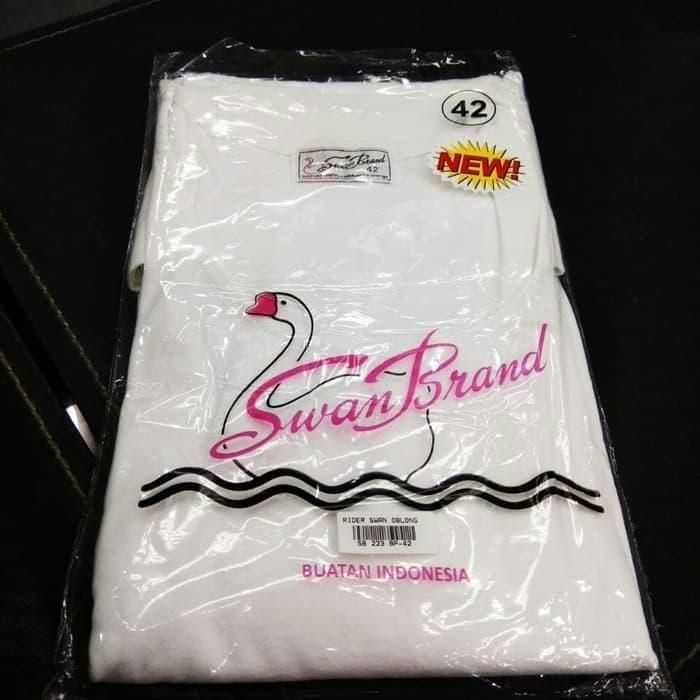 42
NEW!
Swan Brand
42
Swan Brand
RIDER SWAN OBLONG
SB 223 BP-42
BUATAN INDONESIA